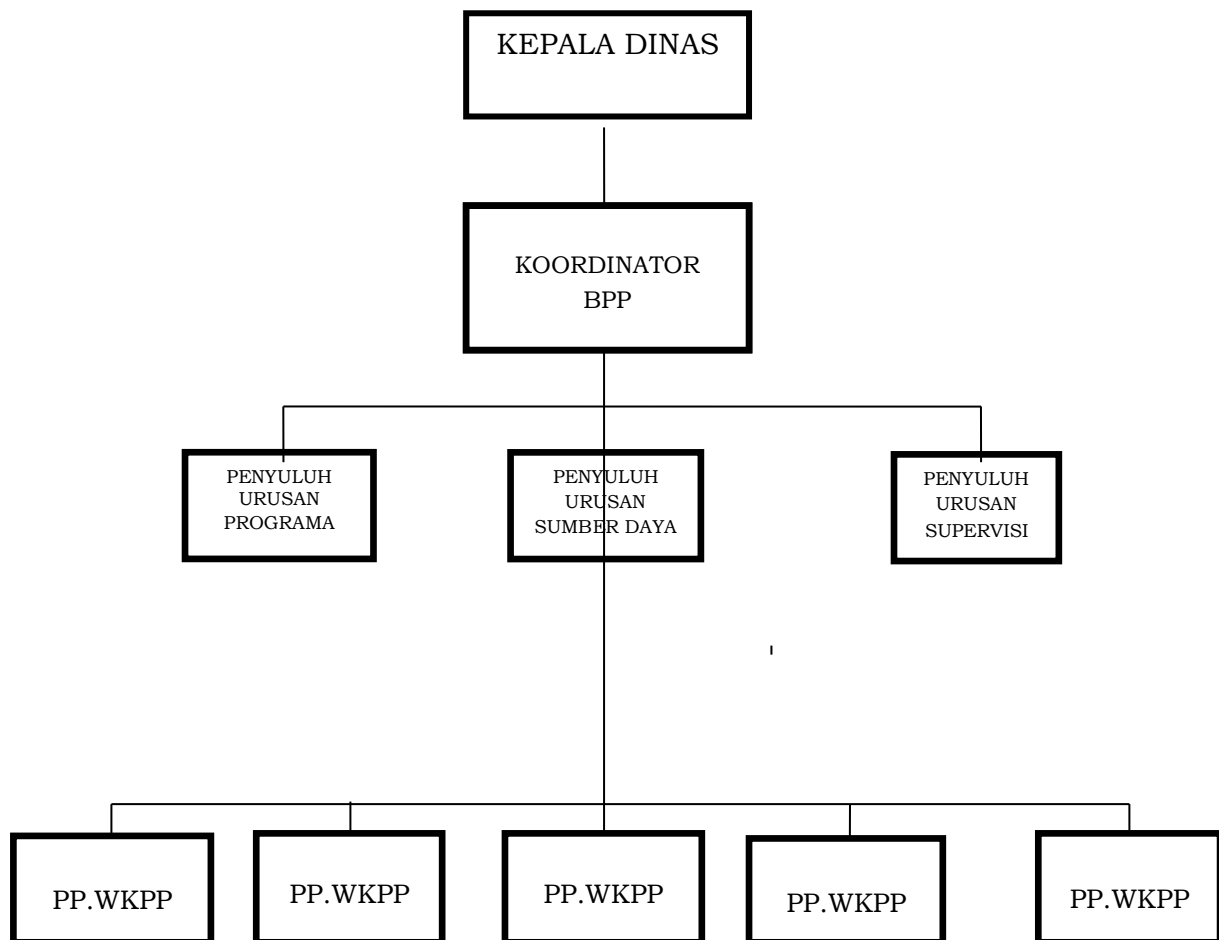 KEPALA DINAS
KOORDINATOR
BPP
PENYULUH
URUSAN
PROGRAMA
PENYULUH
URUSAN
SUMBER DAYA
PENYULUH
URUSAN
SUPERVISI
PP.WKPP
PP.WKPP
PP.WKPP
PP.WKPP
PP.WKPP